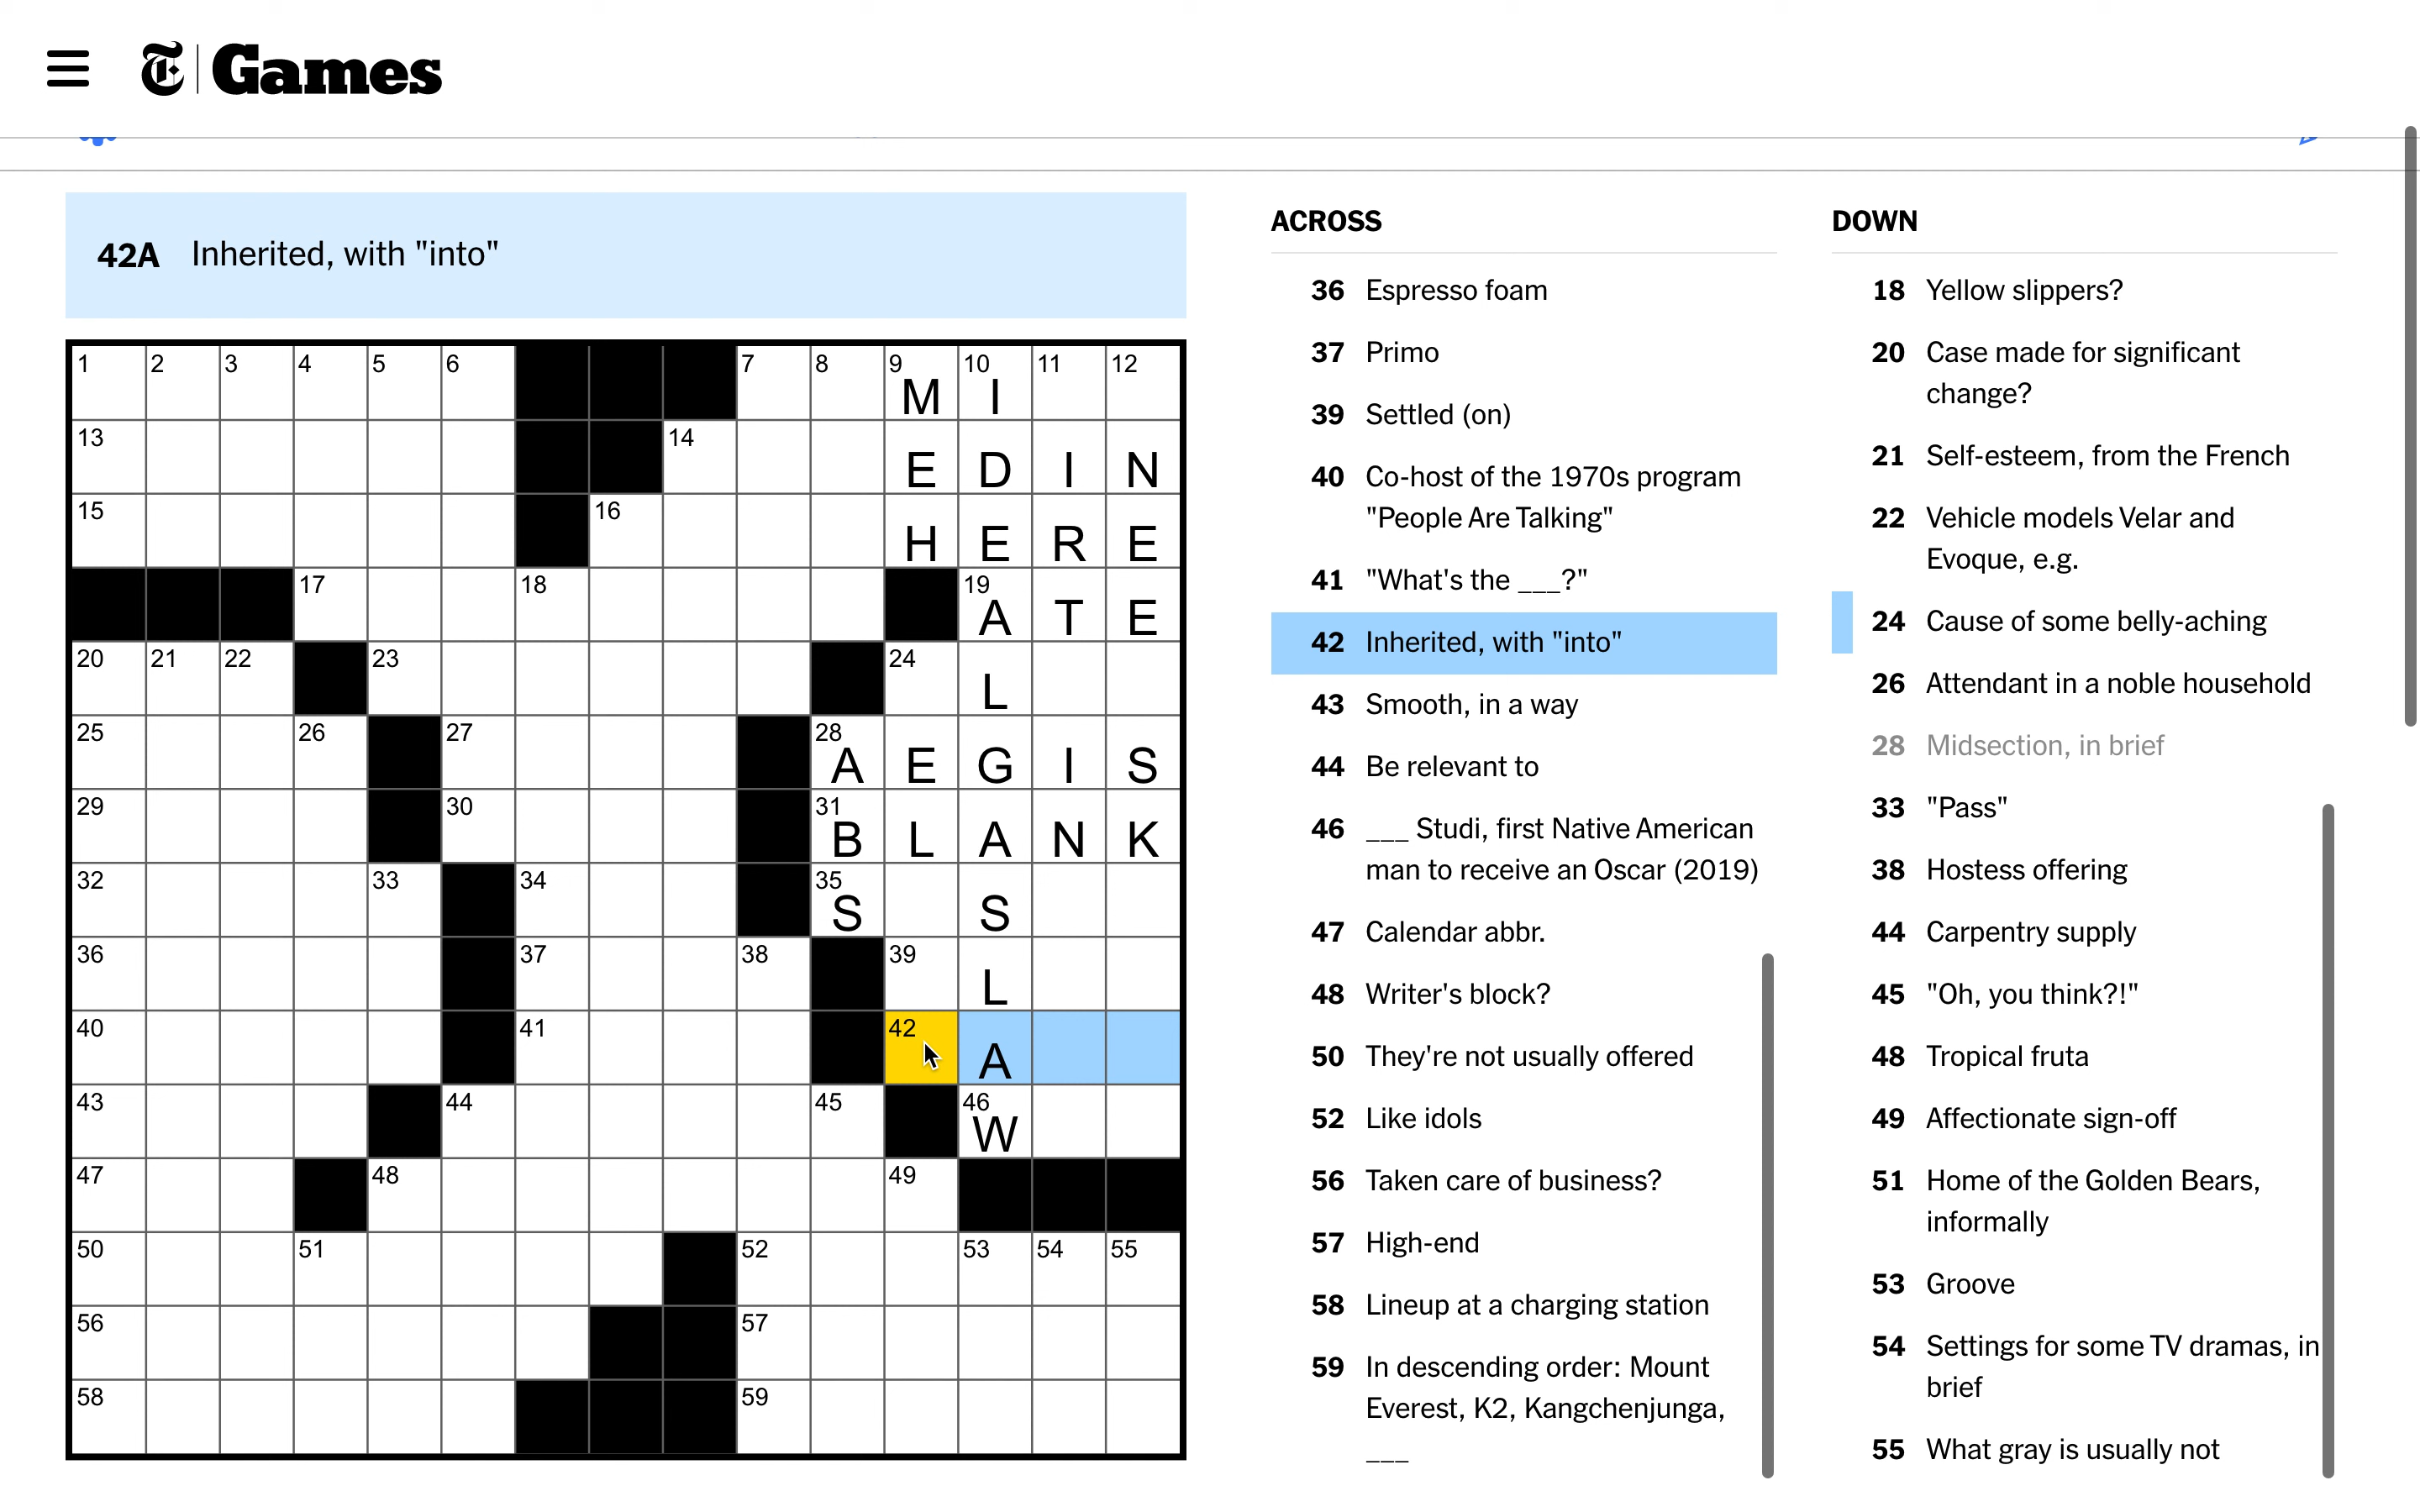 Games
42A Inherited, with "into"
1 2 3 4 5 6 7 8 9 10 11 12
M I
13 14
E D I N
15 16
H E R E
17 18 19
A T E
20 21 22 23 24
L
25 26 27 28
A E G I S
29 30 31
B L A N K
32 33 34 35
S S
36 37 38 39
L
40 41 42
A
43 44 45 46
W
47 48 49
50 51 52 53 54 55
56 57
58 59
ACROSS
36 Espresso foam
37 Primo
39 Settled (on)
40 Co-host of the 1970s program
"People Are Talking"
41 "What's the ___?"
42 Inherited, with "into"
43 Smooth, in a way
44 Be relevant to
46 ___ Studi, first Native American
man to receive an Oscar (2019)
47 Calendar abbr.
48 Writer's block?
50 They're not usually offered
52 Like idols
56 Taken care of business?
57 High-end
58 Lineup at a charging station
59 In descending order: Mount
Everest, K2, Kangchenjunga,
___
DOWN
18 Yellow slippers?
20 Case made for significant
change?
21 Self-esteem, from the French
22 Vehicle models Velar and
Evoque, e.g.
24 Cause of some belly-aching
26 Attendant in a noble household
28 Midsection, in brief
33 "Pass"
38 Hostess offering
44 Carpentry supply
45 "Oh, you think?!"
48 Tropical fruta
49 Affectionate sign-off
51 Home of the Golden Bears,
informally
53 Groove
54 Settings for some TV dramas, in
brief
55 What gray is usually not